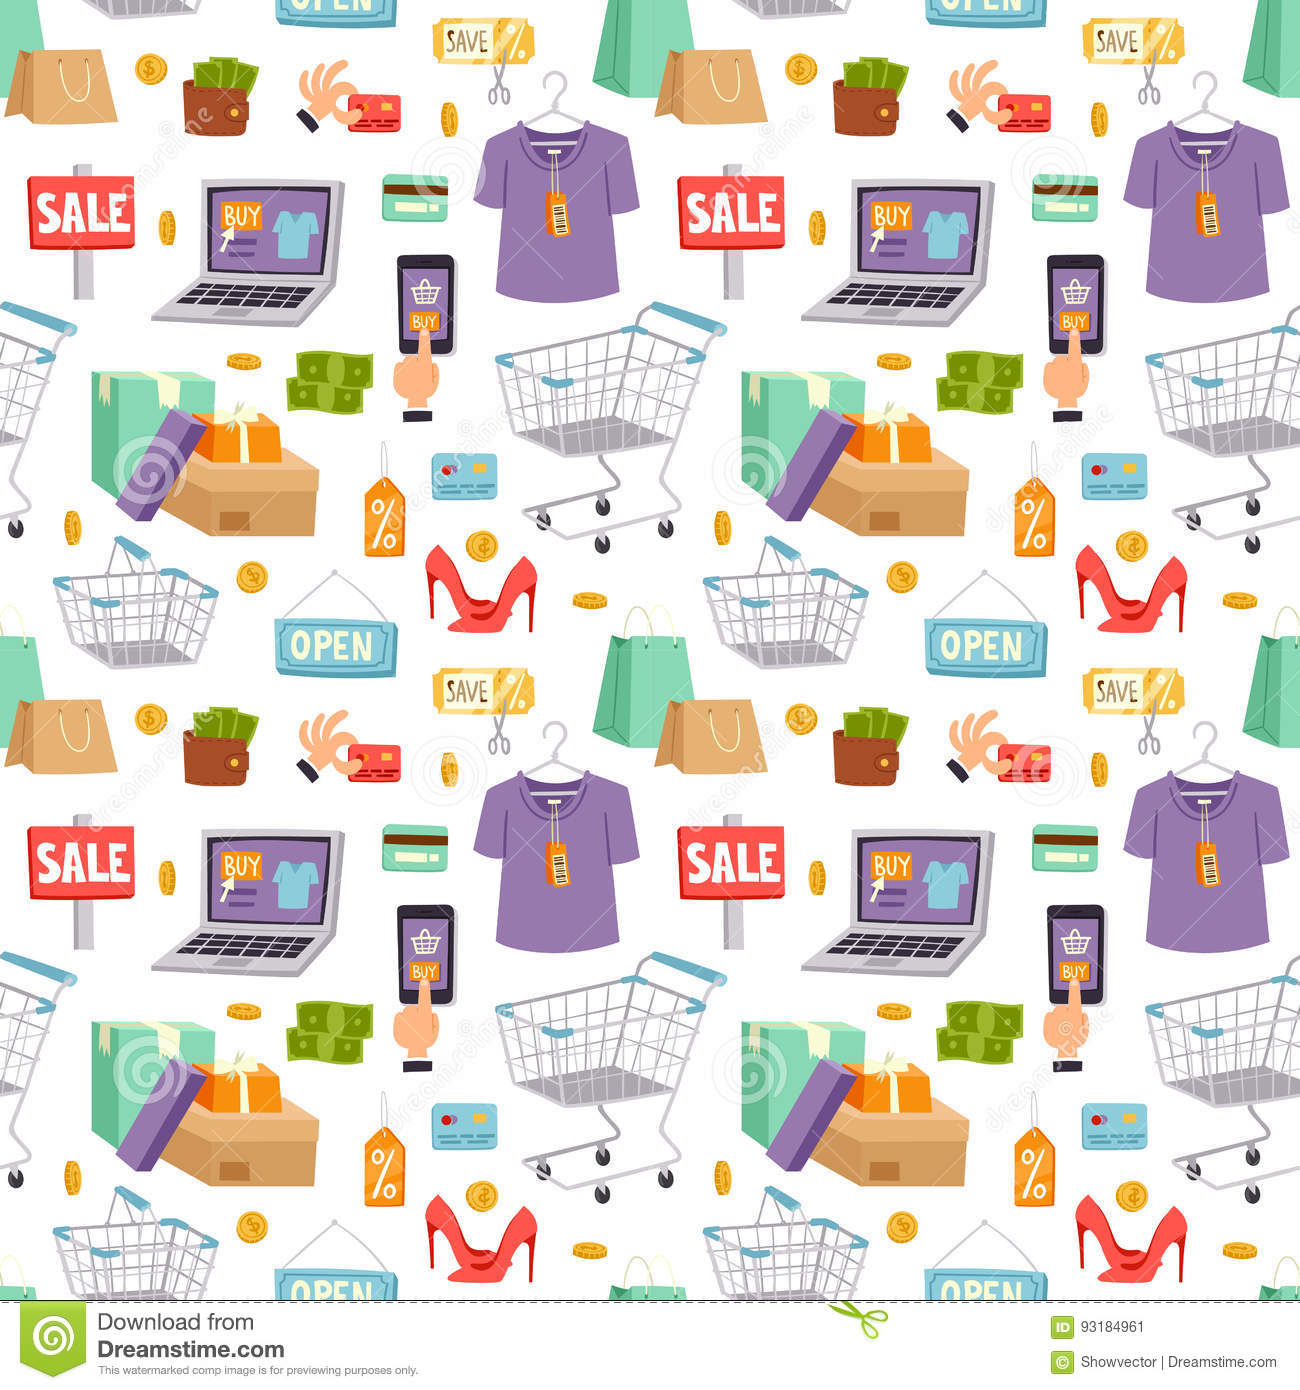 OPEN
OPEN
SAVE %
SAVE %
SALE
BUY
SALE
BUY
BUY
BUY
%
%
OPEN
OPEN
SAVE %
SAVE %
SALE
BUY
SALE
BUY
BUY
BUY
%
%
OPEN
OPEN
Download from
Dreamstime.com
This watermarked comp image is for previewing purposes only.
ID 93184961
© Showvector | Dreamstime.com